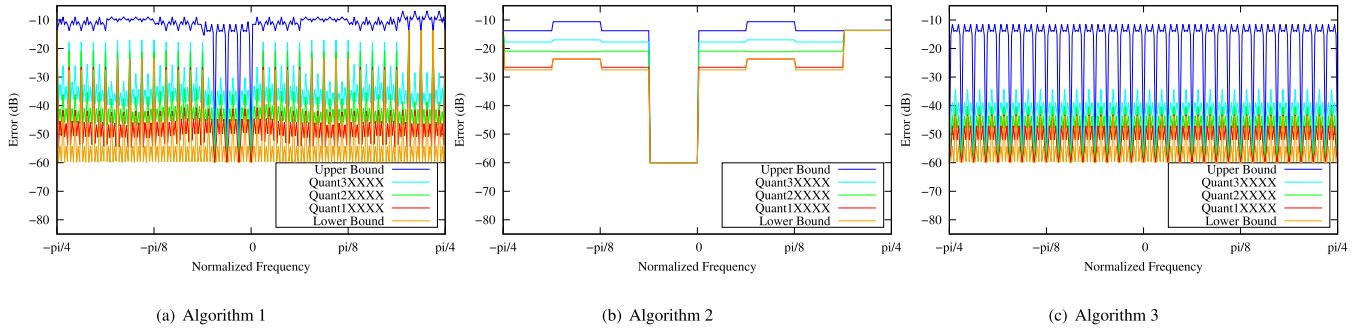 −10
−20
−30
−40
−50
−60
−70
−80
Error (dB)
Upper Bound
Quant3XXXX
Quant2XXXX
Quant1XXXX
Lower Bound
−pi/4
−pi/8
0
pi/8
pi/4
Normalized Frequency
(a) Algorithm 1
−10
−20
−30
−40
−50
−60
−70
−80
Error (dB)
Upper Bound
Quant3XXXX
Quant2XXXX
Quant1XXXX
Lower Bound
−pi/4
−pi/8
0
pi/8
pi/4
Normalized Frequency
(b) Algorithm 2
−10
−20
−30
−40
−50
−60
−70
−80
Error (dB)
Upper Bound
Quant3XXXX
Quant2XXXX
Quant1XXXX
Lower Bound
−pi/4
−pi/8
0
pi/8
pi/4
Normalized Frequency
(c) Algorithm 3